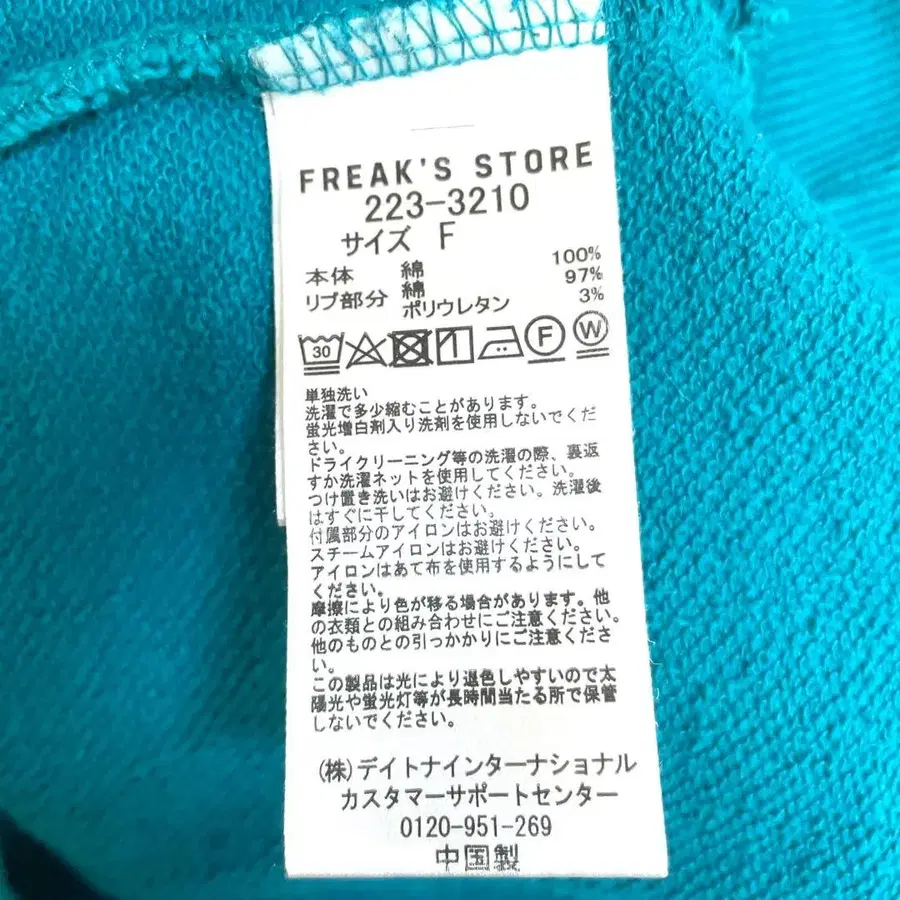 FREAK'S STORE
223-3210
サイズ F
本体 綿 100%
リブ部分 綿 97%
ポリウレタン 3%
30 F W
単独洗い
洗濯で多少縮むことがあります。
蛍光増白剤入り洗剤を使用しないでくだ
さい。
ドライクリーニング等の洗濯の際、裏返
すか洗濯ネットを使用してください。
つけ置き洗いはお避けください。洗濯後
はすぐに干してください。
付属部分のアイロンはお避けください。
スチームアイロンはお避けください。
アイロンはあて布を使用するようにして
ください。
摩擦により色が移る場合があります。他
の衣類との組み合わせにご注意ください。
他のものとの引っかかりにご注意くださ
い。
この製品は光により退色しやすいので太
陽光や蛍光灯等が長時間当たる所で保管
しないでください。
(株)デイトナインターナショナル
カスタマーサポートセンター
0120-951-269
中国製